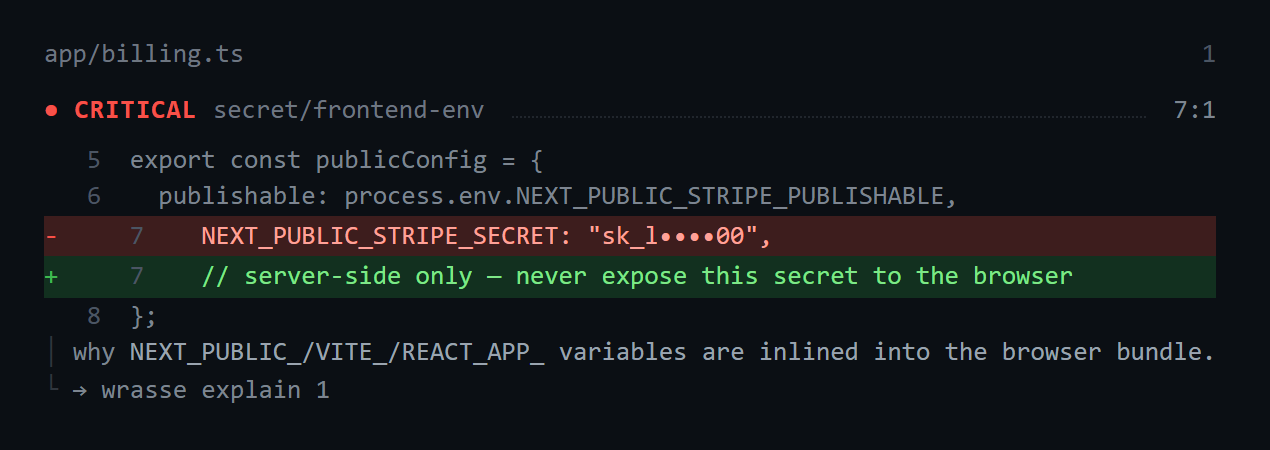 app/billing.ts 1
● CRITICAL secret/frontend-env 7:1
5 export const publicConfig = {
6 publishable: process.env.NEXT_PUBLIC_STRIPE_PUBLISHABLE,
- 7 NEXT_PUBLIC_STRIPE_SECRET: "sk_l••••00",
+ 7 // server-side only — never expose this secret to the browser
8 };
│ why NEXT_PUBLIC_/VITE_/REACT_APP_ variables are inlined into the browser bundle.
└ → wrasse explain 1